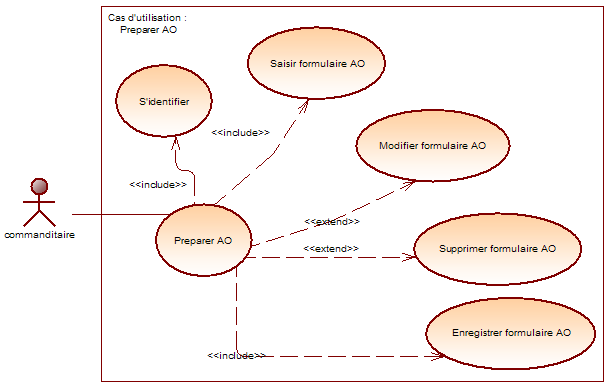 Cas d'utilisation :
Preparer AO
Saisir formulaire AO
S'identifier
<<include>>
Modifier formulaire AO
<<include>>
<<extend>>
commanditaire
Preparer AO
<<extend>>
Supprimer formulaire AO
Enregistrer formulaire AO
<<include>>